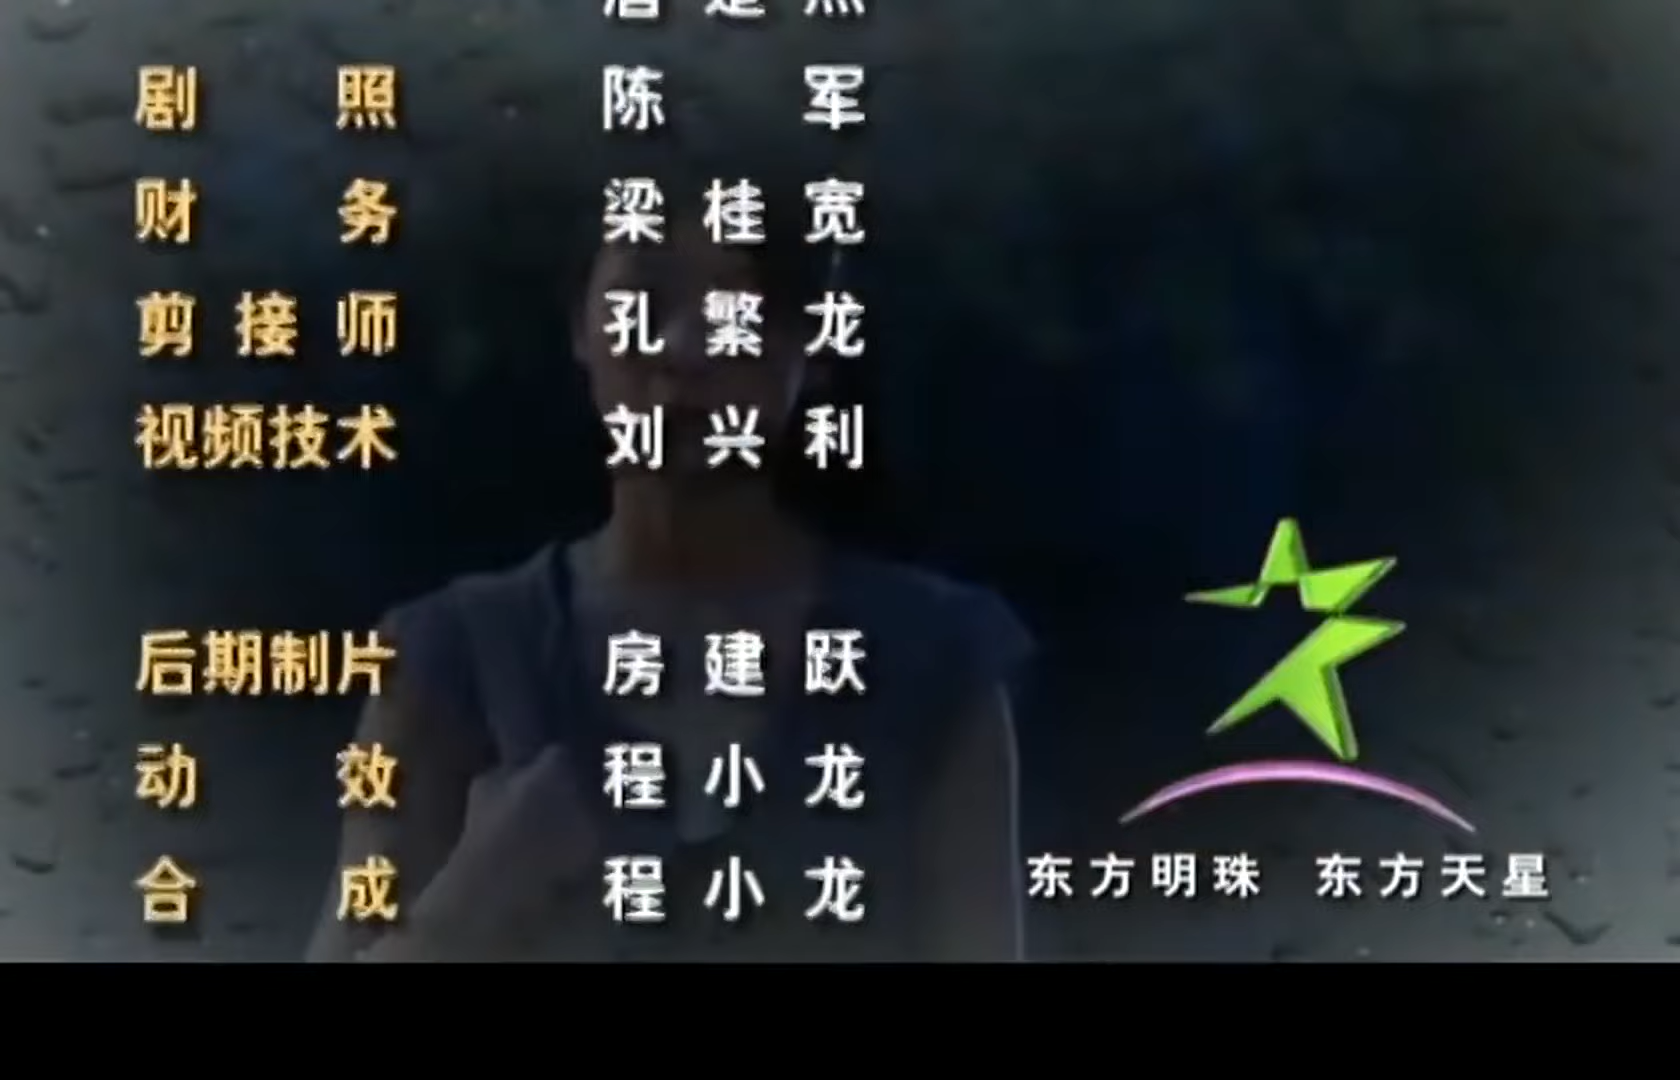 剧照 陈军
财务 梁桂宽
剪接师 孔繁龙
视频技术 刘兴利
后期制片 房建跃
动效 程小龙
合成 程小龙
东方明珠 东方天星